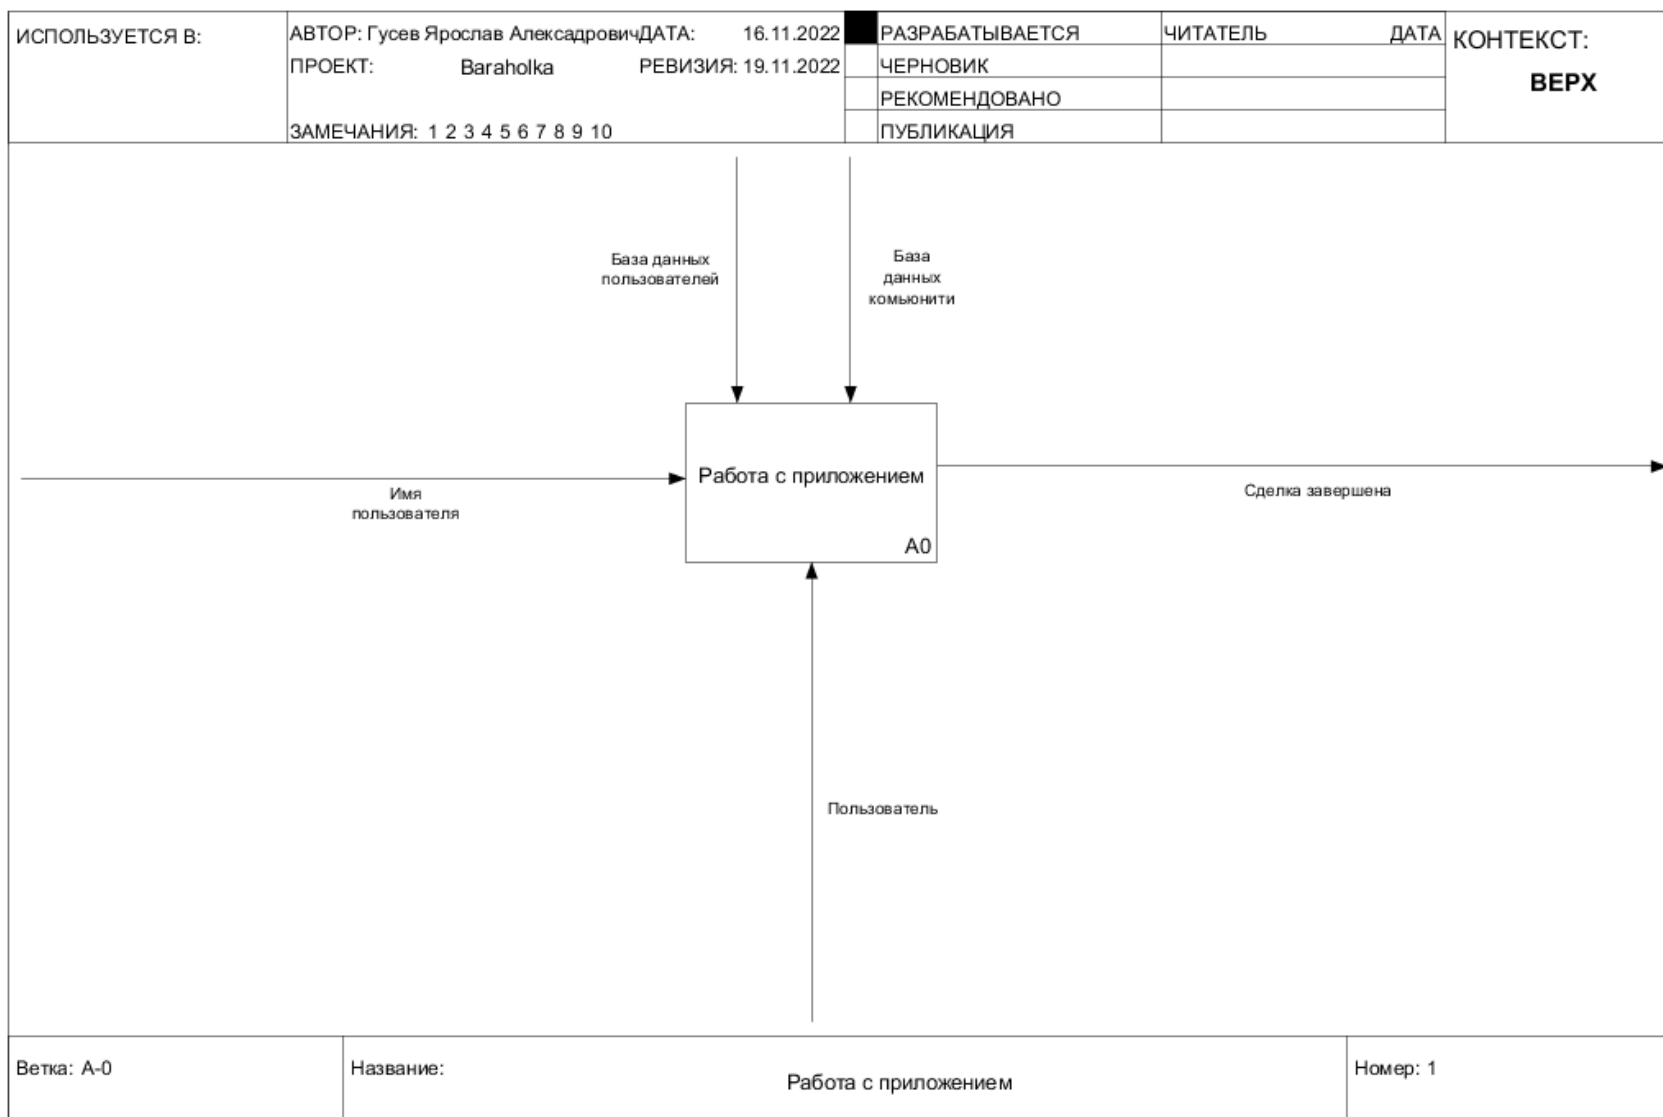 ИСПОЛЬЗУЕТСЯ В:
АВТОР: Гусев Ярослав Алексадрович ДАТА: 16.11.2022
ПРОЕКТ: Baraholka РЕВИЗИЯ: 19.11.2022
ЗАМЕЧАНИЯ: 1 2 3 4 5 6 7 8 9 10
РАЗРАБАТЫВАЕТСЯ
ЧЕРНОВИК
РЕКОМЕНДОВАНО
ПУБЛИКАЦИЯ
ЧИТАТЕЛЬ ДАТА
КОНТЕКСТ:
ВЕРХ
База данных
пользователей
База
данных
комьюнити
Имя
пользователя
Работа с приложением
A0
Сделка завершена
Пользователь
Ветка: A-0
Название:
Работа с приложением
Номер: 1